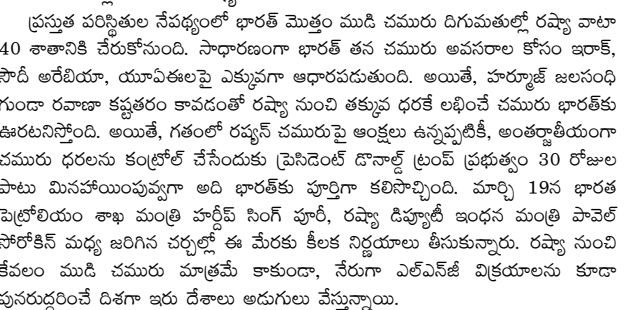 ప్రస్తుత పరిస్థితుల నేపథ్యంలో భారత్ మొత్తం ముడి చమురు దిగుమతుల్లో రష్యా వాటా
40 శాతానికి చేరుకోనుంది. సాధారణంగా భారత్ తన చమురు అవసరాల కోసం ఇరాక్,
సౌదీ అరేబియా, యూఏఈలపై ఎక్కువగా ఆధారపడుతుంది. అయితే, హర్మూజ్ జలసంధి
గుండా రవాణా కష్టతరం కావడంతో రష్యా నుంచి తక్కువ ధరకే లభించే చమురు భారత్‌కు
ఊరటనిస్తోంది. అయితే, గతంలో రష్యన్ చమురుపై ఆంక్షలు ఉన్నప్పటికీ, అంతర్జాతీయంగా
చమురు ధరలను కంట్రోల్ చేసేందుకు ప్రెసిడెంట్ డొనాల్డ్ ట్రంప్ ప్రభుత్వం 30 రోజుల
పాటు మినహాయింపువ్వగా అది భారత్‌కు పూర్తిగా కలిసొచ్చింది. మార్చి 19న భారత
పెట్రోలియం శాఖ మంత్రి హర్దీప్ సింగ్ పూరీ, రష్యా డిప్యూటీ ఇంధన మంత్రి పావెల్
సోరోకిన్ మధ్య జరిగిన చర్చల్లో ఈ మేరకు కీలక నిర్ణయాలు తీసుకున్నారు. రష్యా నుంచి
కేవలం ముడి చమురు మాత్రమే కాకుండా, నేరుగా ఎల్ఎన్‌జీ విక్రయాలను కూడా
పునరుద్ధరించే దిశగా ఇరు దేశాలు అడుగులు వేస్తున్నాయి.